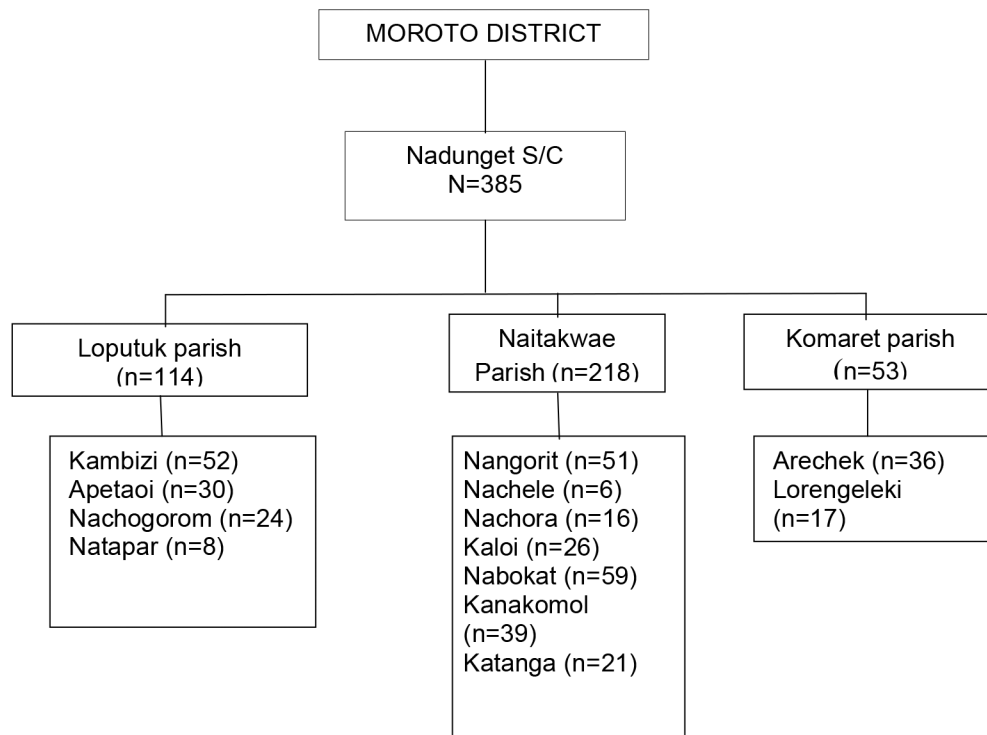 MOROTO DISTRICT
Nadunget S/C
N=385
Loputuk parish
(n=114)
Naitakwae
Parish (n=218)
Komaret parish
(n=53)
Kambizi (n=52)
Apetaoi (n=30)
Nachogorom (n=24)
Natapar (n=8)
Nangorit (n=51)
Nachele (n=6)
Nachora (n=16)
Kaloi (n=26)
Nabokat (n=59)
Kanakomol
(n=39)
Katanga (n=21)
Arechek (n=36)
Lorengeleki
(n=17)